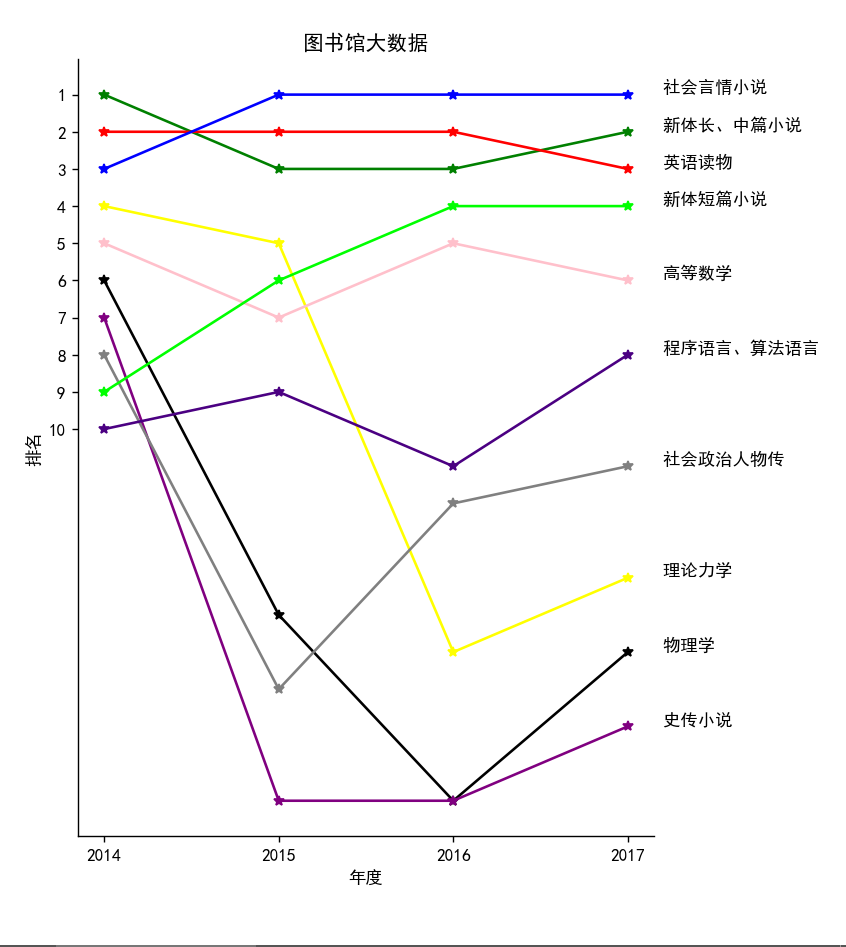 图书馆大数据
社会言情小说
1
新体长、中篇小说
2
英语读物
3
新体短篇小说
4
5
高等数学
6
7
程序语言、算法语言
8
9
10
排名
社会政治人物传
理论力学
物理学
史传小说
2014 2015 2016 2017
年度